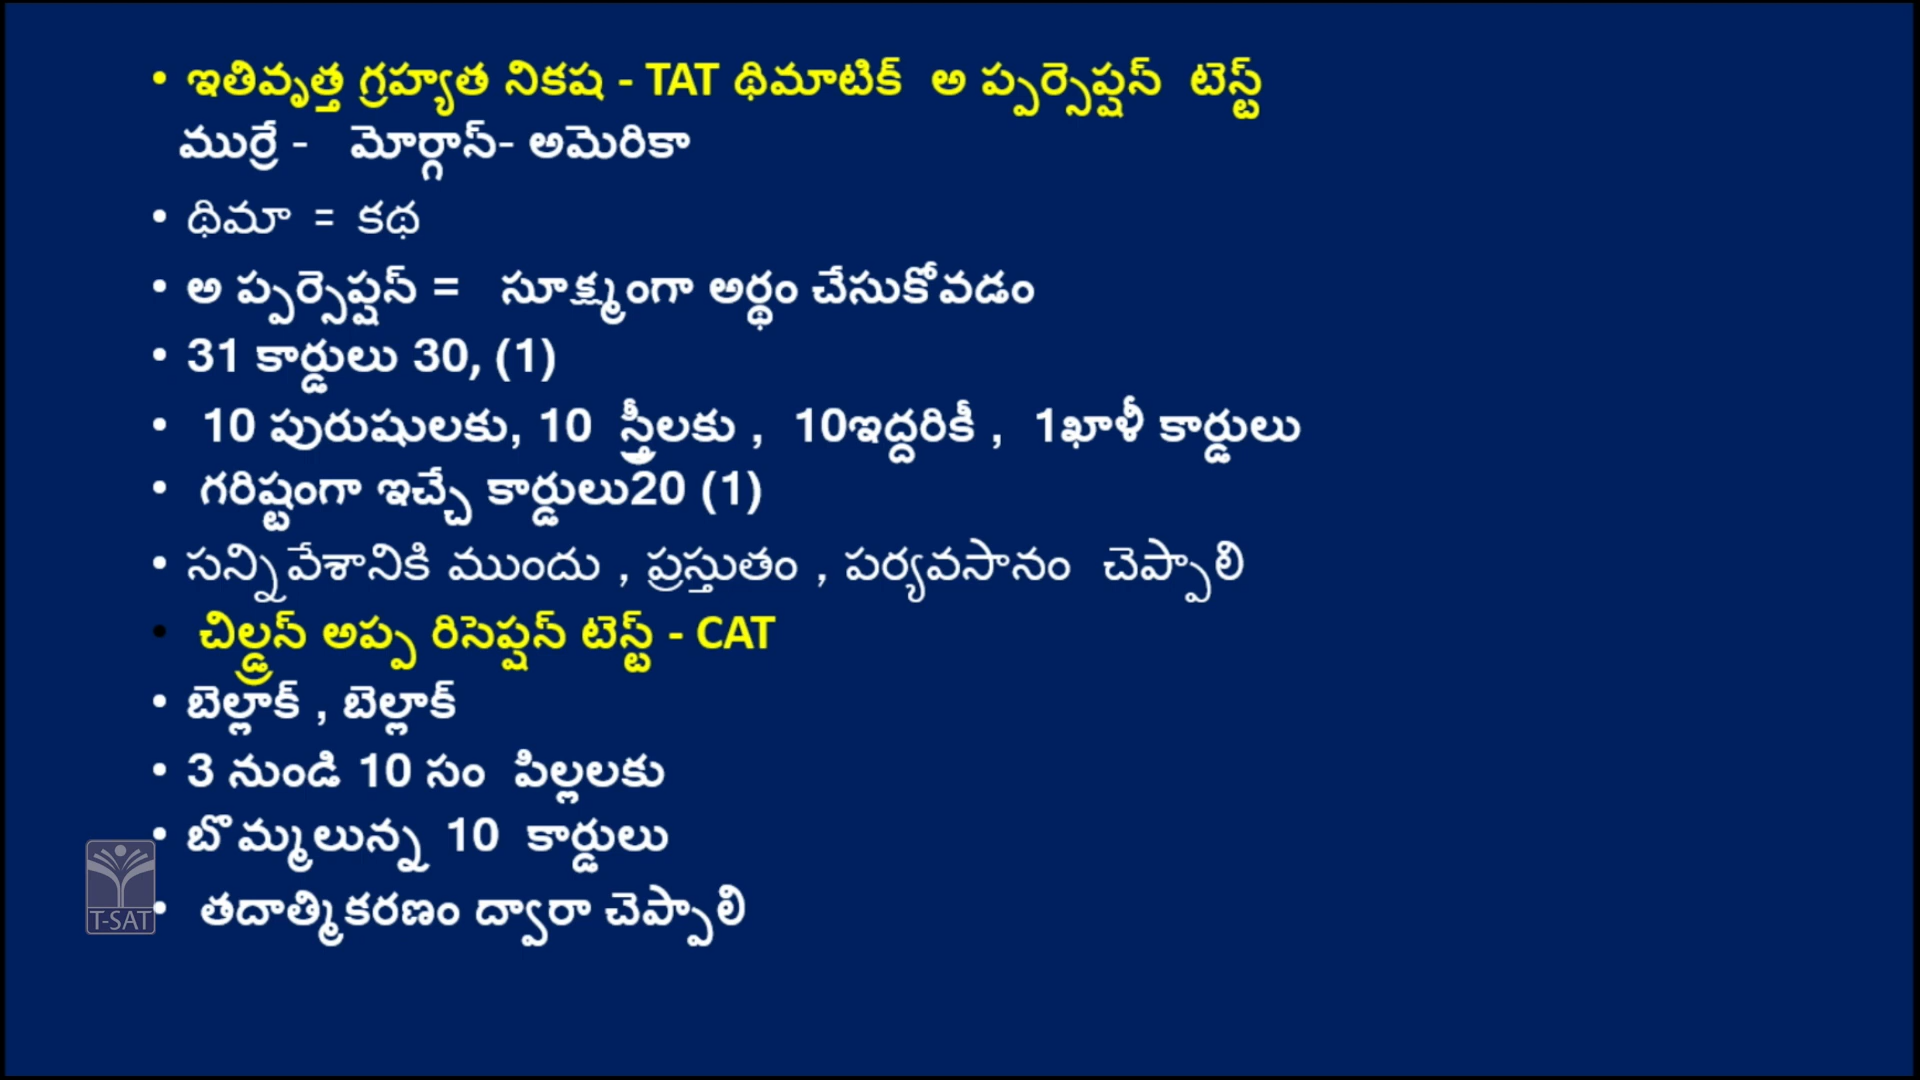 • ఇతివృత్త గ్రహ్యత నికష - TAT థిమాటిక్ అ ప్పర్సెప్షన్ టెస్ట్
ముర్రే - మోర్గాన్- అమెరికా
• థిమా = కథ
• అ ప్పర్సెప్షన్ = సూక్ష్మంగా అర్థం చేసుకోవడం
• 31 కార్డులు 30, (1)
• 10 పురుషులకు, 10 స్త్రీలకు , 10ఇద్దరికీ , 1ఖాళీ కార్డులు
• గరిష్టంగా ఇచ్చే కార్డులు20 (1)
• సన్నివేశానికి ముందు , ప్రస్తుతం , పర్యవసానం చెప్పాలి
• చిల్డ్రన్ అప్ప రిసెప్షన్ టెస్ట్ - CAT
• బెల్లాక్ , బెల్లాక్
• 3 నుండి 10 సం పిల్లలకు
• బొమ్మలున్న 10 కార్డులు
• తదాత్మికరణం ద్వారా చెప్పాలి
T-SAT